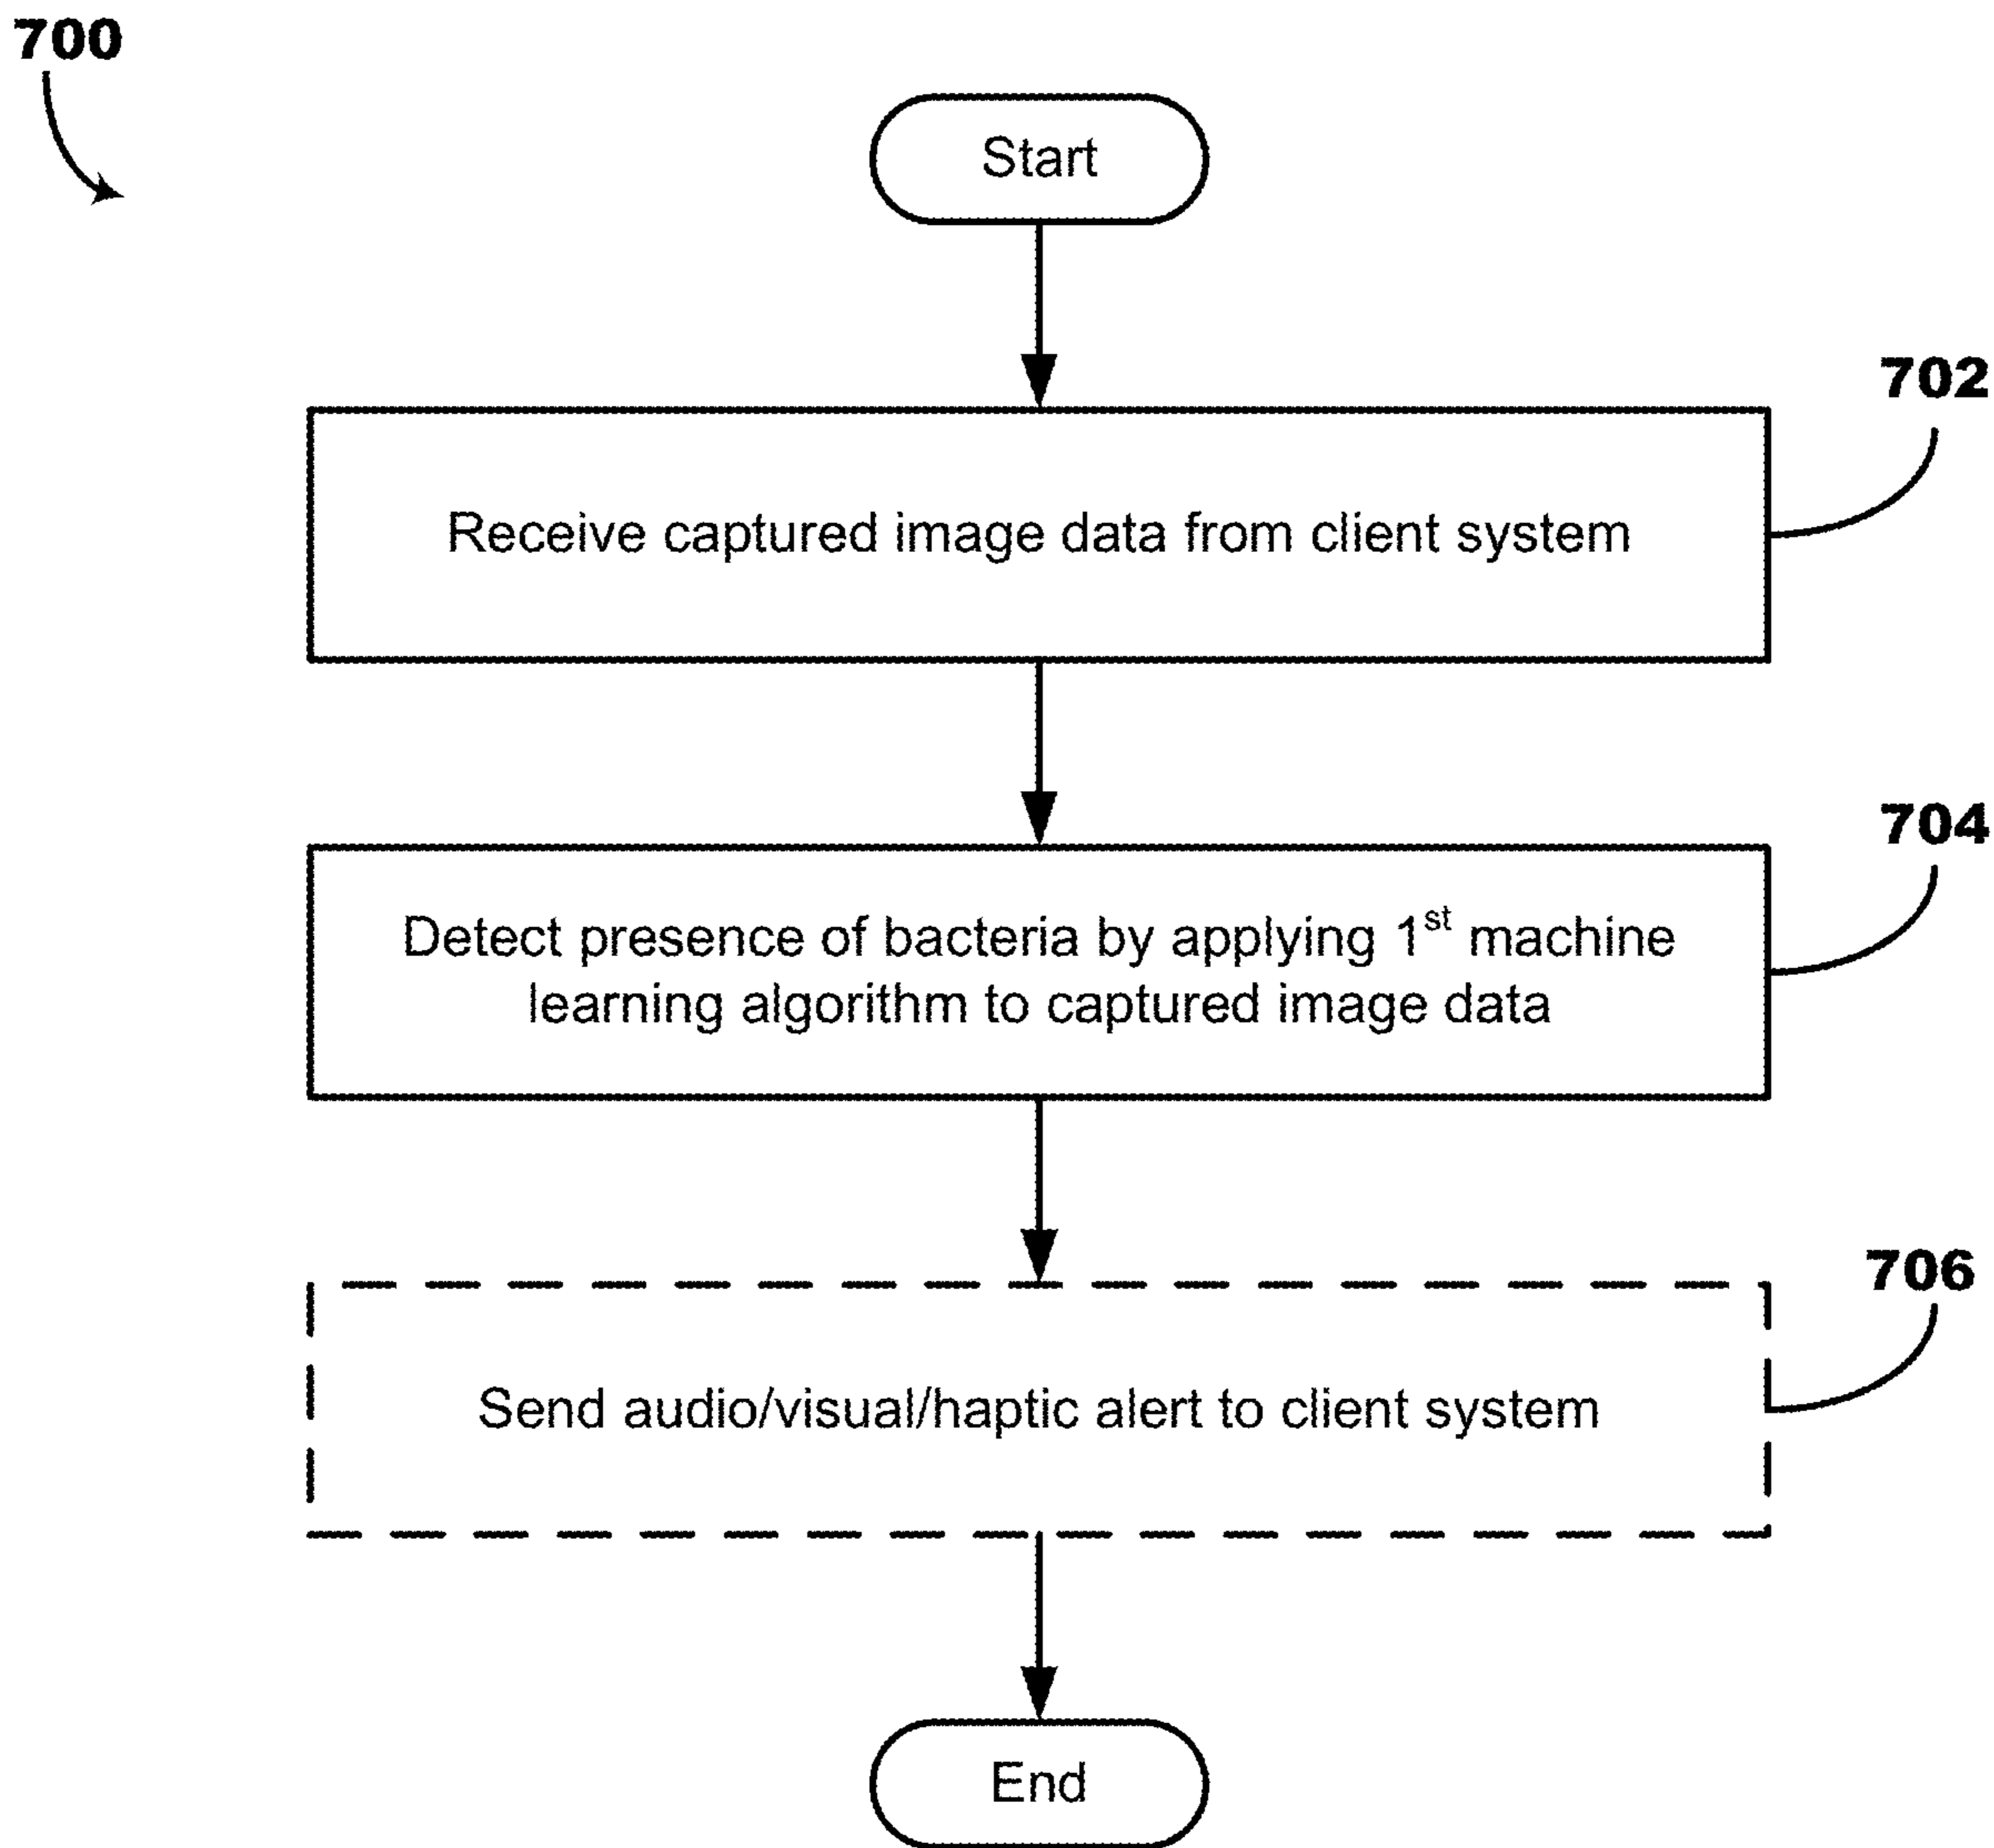 700
Start
702
Receive captured image data from client system
704
Detect presence of bacteria by applying 1st machine
learning algorithm to captured image data
706
Send audio/visual/haptic alert to client system
End